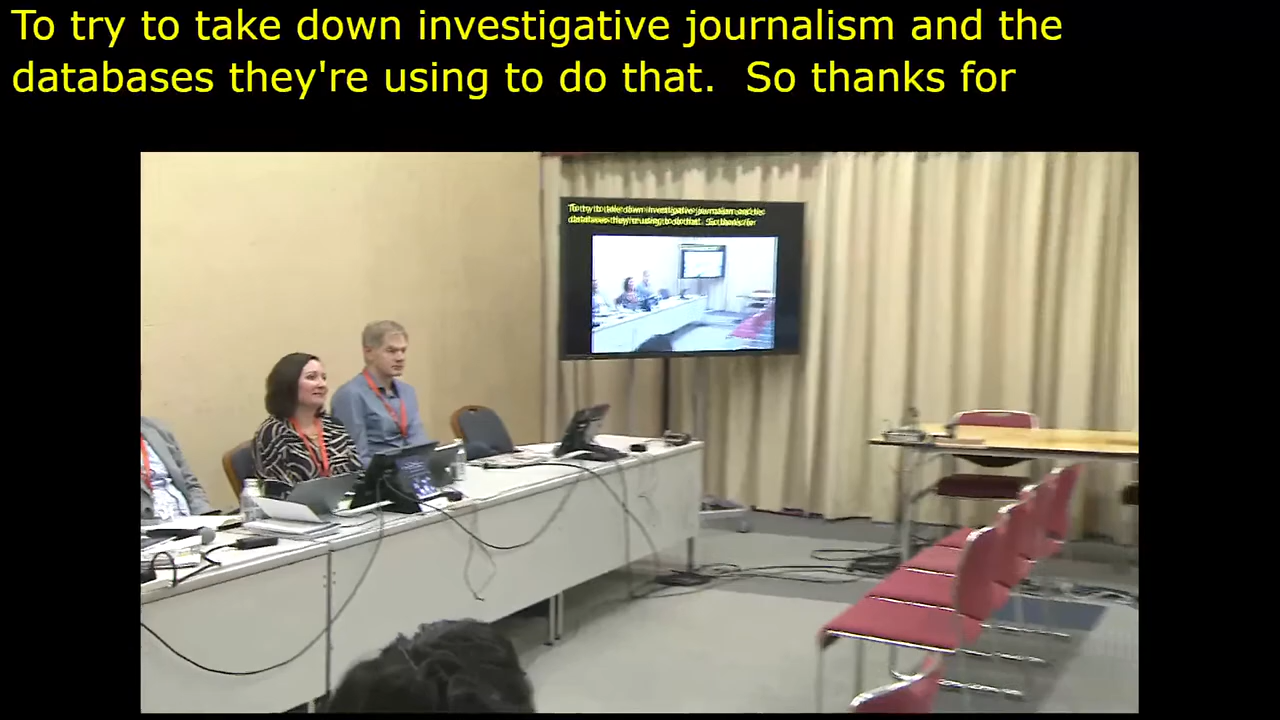 To try to take down investigative journalism and the
databases they're using to do that.  So thanks for